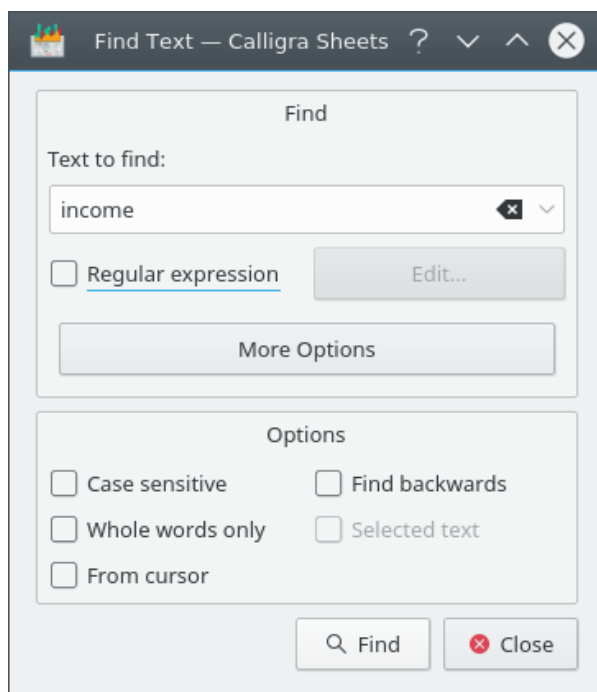 Find Text — Calligra Sheets ?
Find
Text to find:
income
Regular expression Edit...
More Options
Options
Case sensitive Find backwards
Whole words only Selected text
From cursor
Find Close